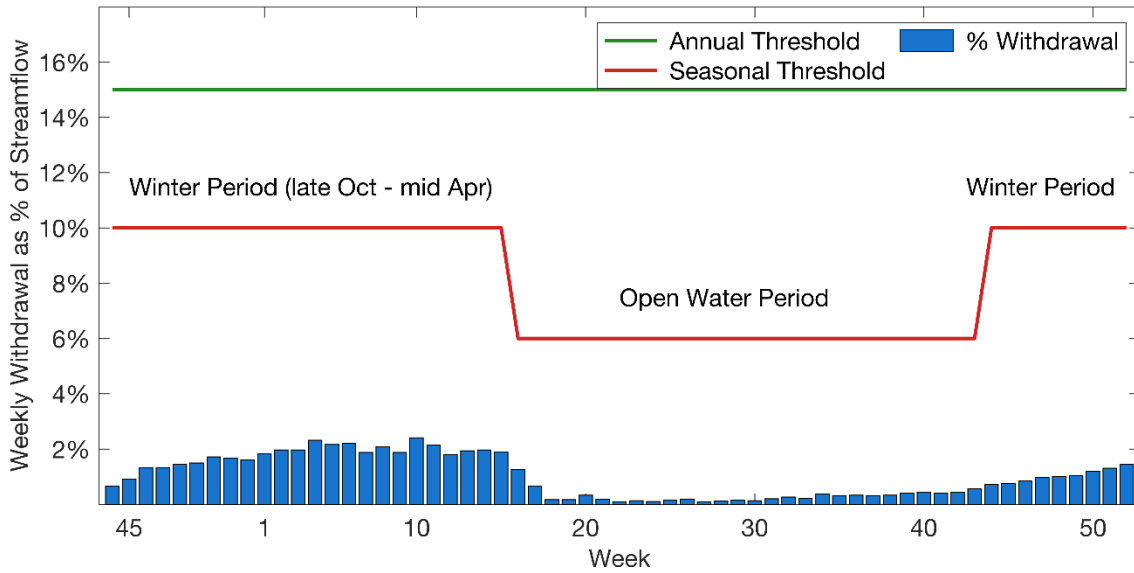 Annual Threshold
% Withdrawal
Seasonal Threshold
16%
14%
12%
10%
8%
6%
4%
2%
Weekly Withdrawal as % of Streamflow
Winter Period (late Oct - mid Apr)
Winter Period
Open Water Period
45
1
10
20
30
40
50
Week